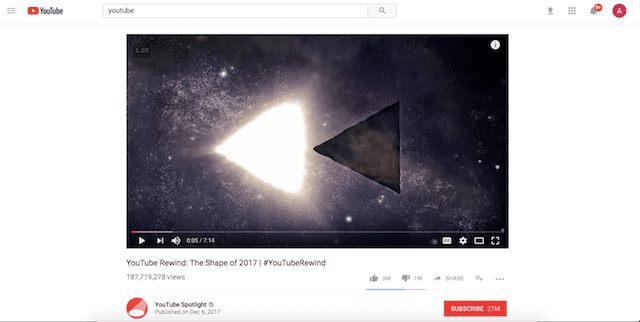 YouTube
youtube
9+
A
1.00
0:05 / 7:14
CC
YouTube Rewind: The Shape of 2017 | #YouTubeRewind
187,719,278 views
3M
1M
SHARE
YouTube Spotlight
Published on Dec 6, 2017
SUBSCRIBE 27M